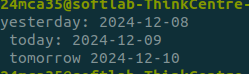 24mca35@softlab-ThinkCentre-
yesterday: 2024-12-08
 today: 2024-12-09
 tomorrow 2024-12-10